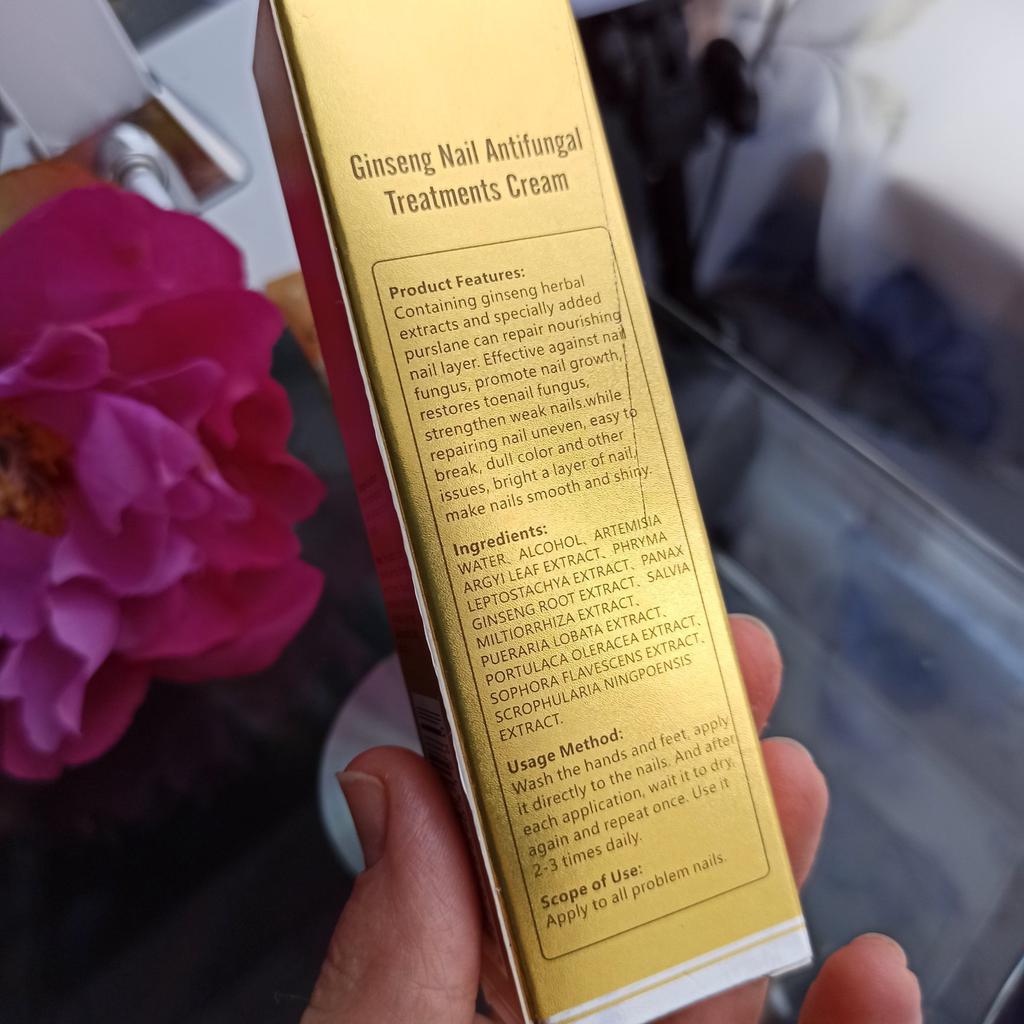 Ginseng Nail Antifungal
Treatments Cream
Product Features:
Containing ginseng herbal
extracts and specially added
purslane can repair nourishing
nail layer. Effective against nail
fungus, promote nail growth,
restores toenail fungus,
strengthen weak nails.while
repairing nail uneven, easy to
break, dull color and other
issues, bright a layer of nail,
make nails smooth and shiny.
Ingredients:
WATER. ALCOHOL. ARTEMISIA
ARGYI LEAF EXTRACT. PHRYMA
LEPTOSTACHYA EXTRACT. PANAX
GINSENG ROOT EXTRACT. SALVIA
MILTIORRHIZA EXTRACT.
PUERARIA LOBATA EXTRACT.
PORTULACA OLERACEA EXTRACT.
SOPHORA FLAVESCENS EXTRACT.
SCROPHULARIA NINGPOENSIS
EXTRACT.
Usage Method:
Wash the hands and feet, apply
it directly to the nails. And after
each application, wait it to dry,
again and repeat once. Use it
2-3 times daily.
Scope of Use:
Apply to all problem nails.